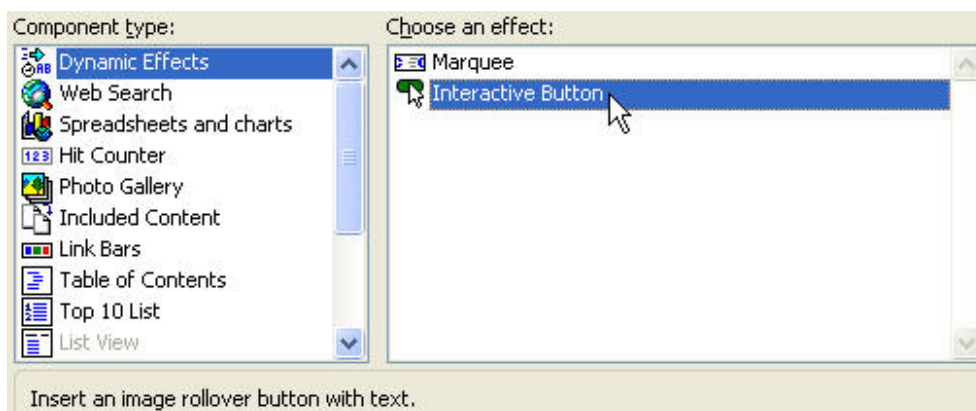 Component type:
Choose an effect:
Dynamic Effects
Web Search
Spreadsheets and charts
123 Hit Counter
Photo Gallery
Included Content
Link Bars
Table of Contents
Top 10 List
List View
Marquee
Interactive Button
Insert an image rollover button with text.